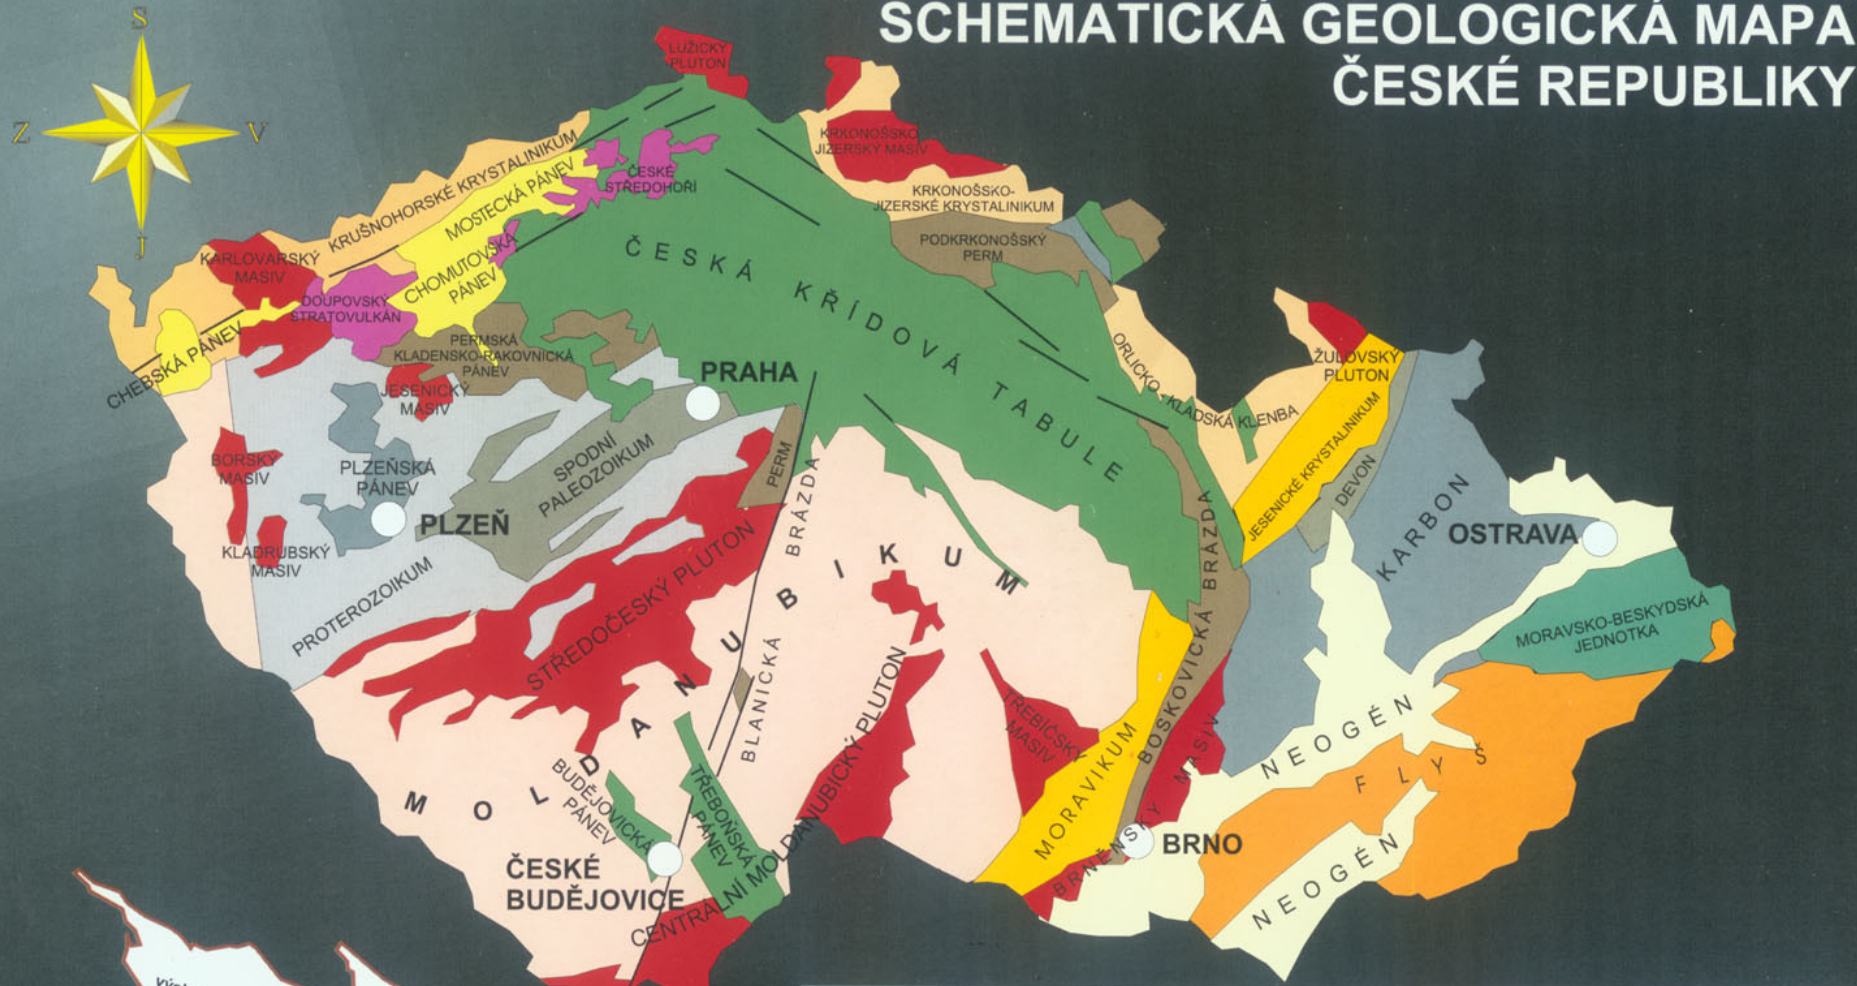 SCHEMATICKÁ GEOLOGICKÁ MAPA
ČESKÉ REPUBLIKY
S
Z
V
J
LUŽICKÝ
PLUTON
KRKONOŠSKO-
JIZERSKÝ MASIV
KRUŠNOHORSKÉ KRYSTALINIKUM
MOSTECKÁ PÁNEV
ČESKÉ
STŘEDOHOŘÍ
KRKONOŠSKO-
JIZERSKÉ KRYSTALINIKUM
PODKRKONOŠSKÝ
PERM
KARLOVARSKÝ
MASIV
CHOMUTOVSKÁ
PÁNEV
DOUPOVSKÝ
STRATOVULKÁN
ČESKÁ KŘÍDOVÁ TABULE
CHEBSKÁ PÁNEV
PERMSKÁ
KLADENSKO-RAKOVNICKÁ
PÁNEV
JESENICKÝ
MASIV
PRAHA
ORLICKO-KLADSKÁ KLENBA
ŽULOVSKÝ
PLUTON
JESENICKÉ KRYSTALINIKUM
DEVON
KARBON
OSTRAVA
BORSKÝ
MASIV
PLZEŇSKÁ
PÁNEV
SPODNÍ
PALEOZOIKUM
PERM
PLZEŇ
KLADRUBSKÝ
MASIV
PROTEROZOIKUM
STŘEDOČESKÝ PLUTON
BLANICKÁ BRÁZDA
MOLDANUBIKUM
BOSKOVICKÁ BRÁZDA
MORAVSKO-BESKYDSKÁ
JEDNOTKA
TŘEBÍČSKÝ
MASIV
MORAVIKUM
BRNĚNSKÝ MASIV
NEOGÉN
FLYŠ
NEOGÉN
BUDĚJOVICKÁ
PÁNEV
TŘEBOŇSKÁ
PÁNEV
CENTRÁLNÍ MOLDANUBICKÝ PLUTON
ČESKÉ
BUDĚJOVICE
BRNO